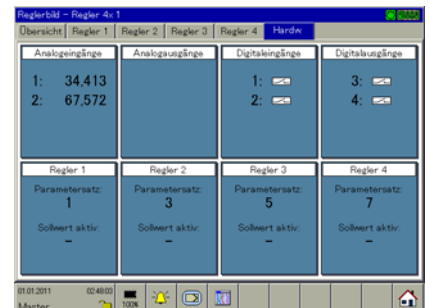 Reglerbild - Regler 4x 1
Übersicht Regler 1 Regler 2 Regler 3 Regler 4 Hardw.
Analogeingänge Analogausgänge Digitaleingänge Digitalausgänge
1: 34,413 1: 3:
2: 67,572 2: 4:
Regler 1 Regler 2 Regler 3 Regler 4
Parametersatz: Parametersatz: Parametersatz: Parametersatz:
1 3 5 7
Sollwert aktiv: Sollwert aktiv: Sollwert aktiv: Sollwert aktiv:
– – – –
01.01.2011 02:48:03
Master 100%